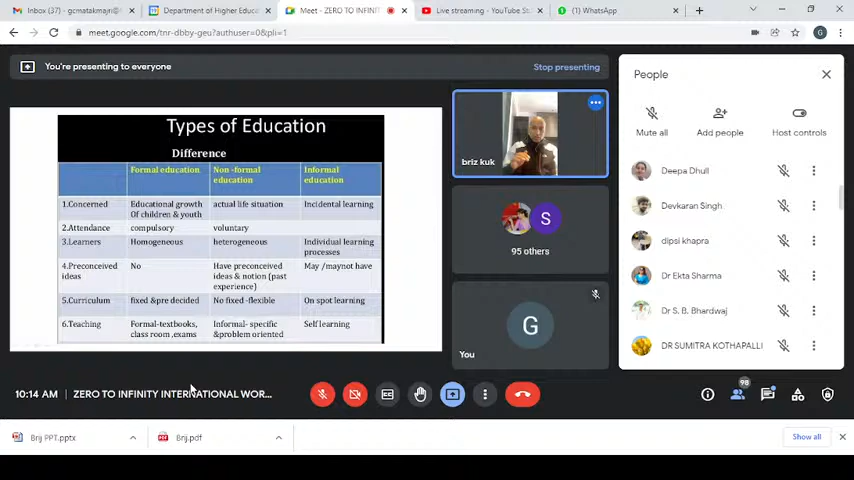 Inbox (37) - gcmatakmajri@
Department of Higher Educ
Meet - ZERO TO INFINIT
Live streaming - YouTube St
(1) WhatsApp
meet.google.com/tnr-dbby-geu?authuser=0&pli=1
G
You're presenting to everyone
Stop presenting
Types of Education
Difference
Formal education Non -formal education Informal education
1.Concerned Educational growth Of children & youth actual life situation Incidental learning
2.Attendance compulsory voluntary
3.Learners Homogeneous heterogeneous Individual learning processes
4.Preconceived ideas No Have preconceived ideas & notion (past experience) May /maynot have
5.Curriculum fixed &pre decided No fixed -flexible On spot learning
6.Teaching Formal-textbooks, class room ,exams Informal- specific &problem oriented Self learning
briz kuk
S
95 others
G
You
People
Mute all
Add people
Host controls
Deepa Dhull
Devkaran Singh
dipsi khapra
Dr Ekta Sharma
Dr S. B. Bhardwaj
DR SUMITRA KOTHAPALLI
10:14 AM | ZERO TO INFINITY INTERNATIONAL WOR...
98
Brij PPT.pptx
Brij.pdf
Show all